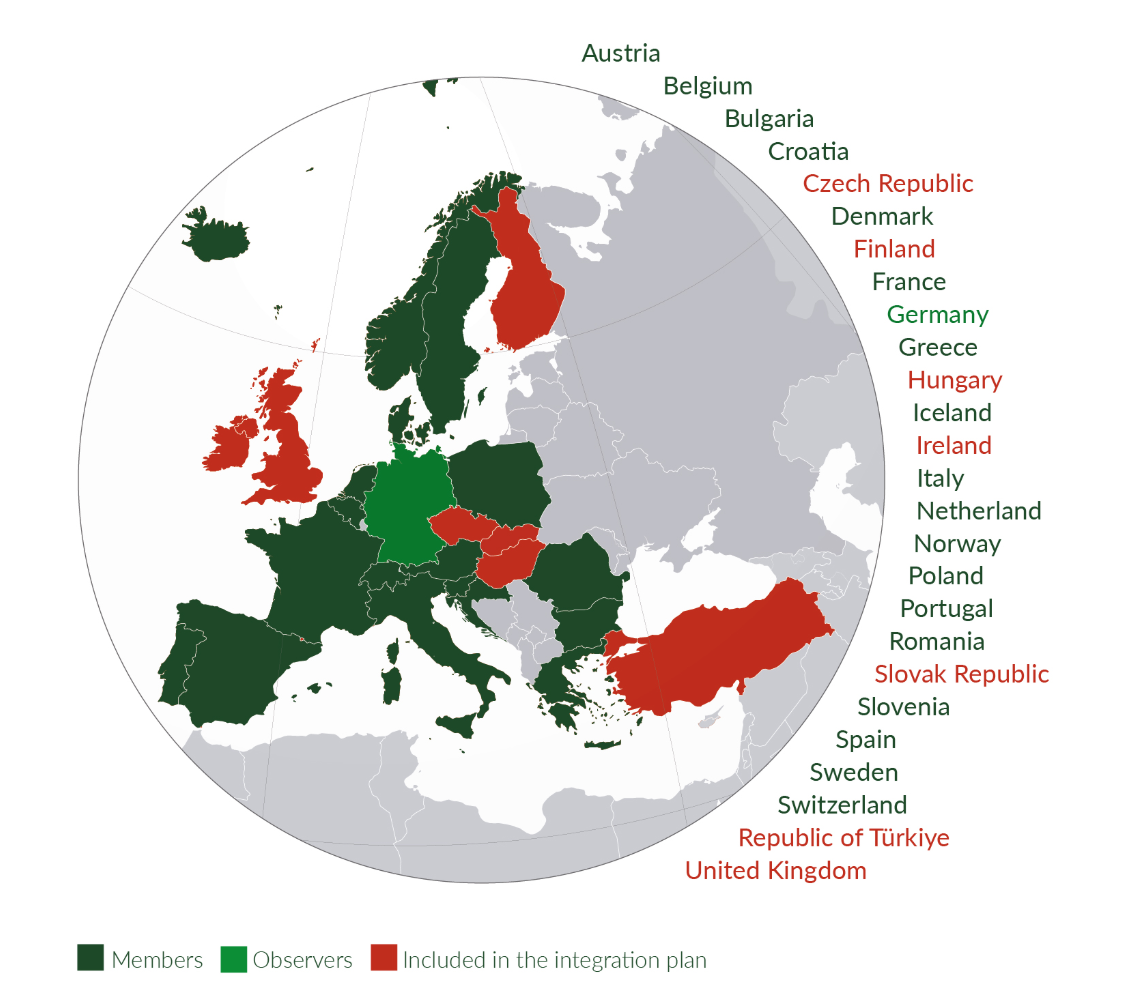 Austria
Belgium
Bulgaria
Croatia
Czech Republic
Denmark
Finland
France
Germany
Greece
Hungary
Iceland
Ireland
Italy
Netherland
Norway
Poland
Portugal
Romania
Slovak Republic
Slovenia
Spain
Sweden
Switzerland
Republic of Türkiye
United Kingdom
Members Observers Included in the integration plan